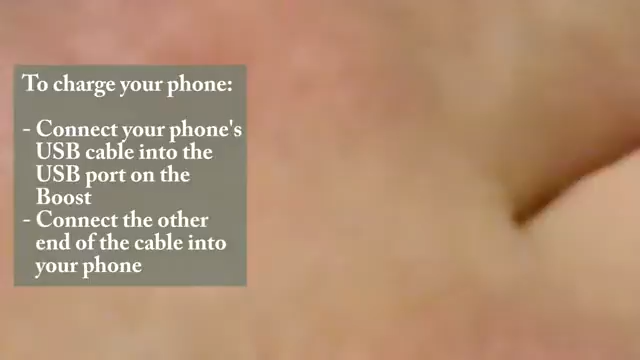 To charge your phone:
- Connect your phone's
USB cable into the
USB port on the
Boost
- Connect the other
end of the cable into
your phone